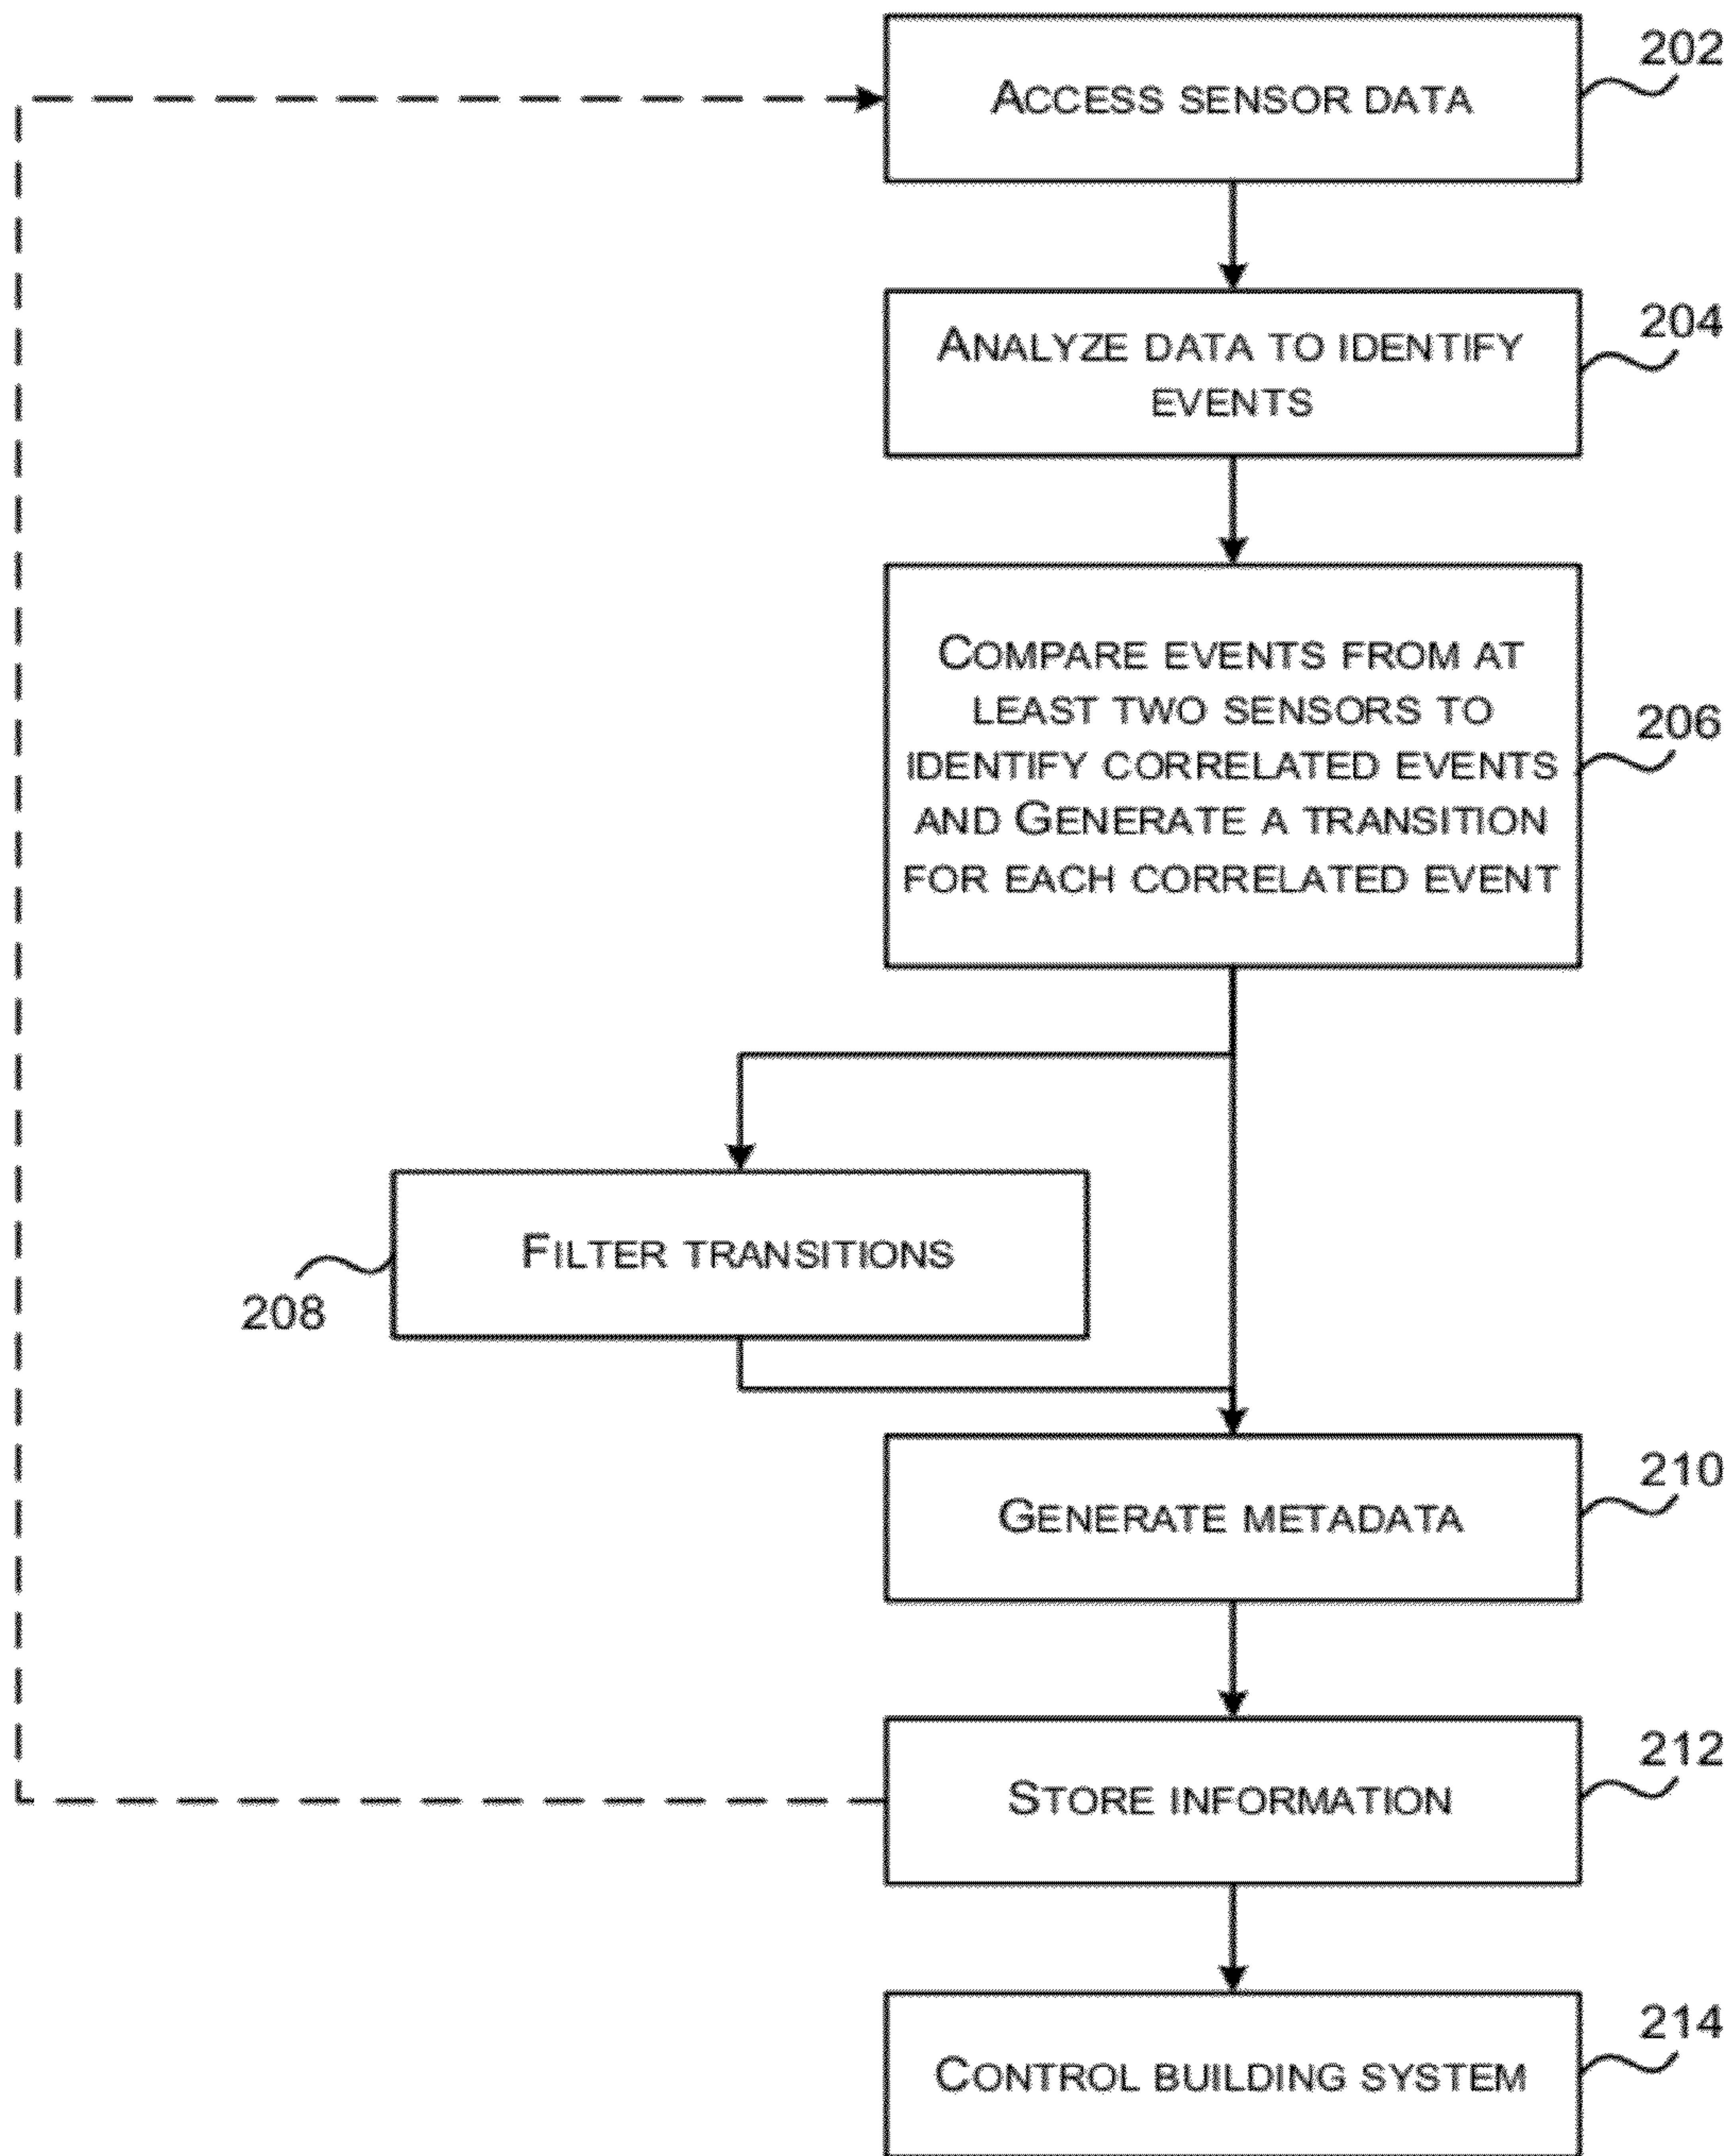 ACCESS SENSOR DATA
202
ANALYZE DATA TO IDENTIFY
EVENTS
204
COMPARE EVENTS FROM AT
LEAST TWO SENSORS TO
IDENTIFY CORRELATED EVENTS
AND GENERATE A TRANSITION
FOR EACH CORRELATED EVENT
206
FILTER TRANSITIONS
208
GENERATE METADATA
210
STORE INFORMATION
212
CONTROL BUILDING SYSTEM
214